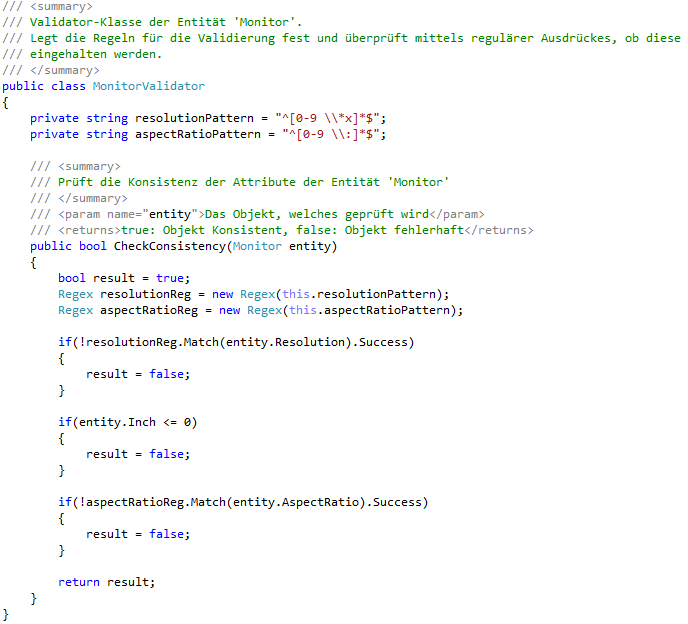 /// <summary>
/// Validator-Klasse der Entität 'Monitor'.
/// Legt die Regeln für die Validierung fest und überprüft mittels regulärer Ausdrückes, ob diese
/// eingehalten werden.
/// </summary>
public class MonitorValidator
{
    private string resolutionPattern = "^[0-9 \\*x]*$";
    private string aspectRatioPattern = "^[0-9 \\:]*$";

    /// <summary>
    /// Prüft die Konsistenz der Attribute der Entität 'Monitor'
    /// </summary>
    /// <param name="entity">Das Objekt, welches geprüft wird</param>
    /// <returns>true: Objekt Konsistent, false: Objekt fehlerhaft</returns>
    public bool CheckConsistency(Monitor entity)
    {
        bool result = true;
        Regex resolutionReg = new Regex(this.resolutionPattern);
        Regex aspectRatioReg = new Regex(this.aspectRatioPattern);

        if(!resolutionReg.Match(entity.Resolution).Success)
        {
            result = false;
        }

        if(entity.Inch <= 0)
        {
            result = false;
        }

        if(!aspectRatioReg.Match(entity.AspectRatio).Success)
        {
            result = false;
        }

        return result;
    }
}